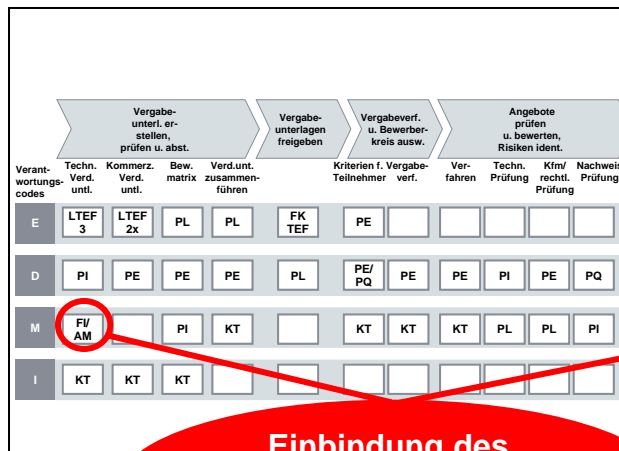 Vergabe-
unterl. er-
stellen,
prüfen u. abst.
Vergabe-
unterlagen
freigeben
Vergabeverf.
u. Bewerber-
kreis ausw.
Angebote
prüfen
u. bewerten,
Risiken ident.
Verant-
wortungs-
codes
Techn.
Verd.
untl.
Kommerz.
Verd.
untl.
Bew.
matrix
Verd.unt.
zusammen-
führen
Kriterien f.
Teilnehmer
Vergabe-
verf.
Ver-
fahren
Techn.
Prüfung
Kfm/
rechtl.
Prüfung
Nachweis
Prüfung
E
LTEF
3
LTEF
2x
PL
PL
FK
TEF
PE
D
PI
PE
PE
PE
PL
PE/
PQ
PE
PE
PI
PE
PQ
M
FI/
AM
PI
KT
KT
KT
KT
PL
PL
PI
I
KT
KT
KT
Einbindung des